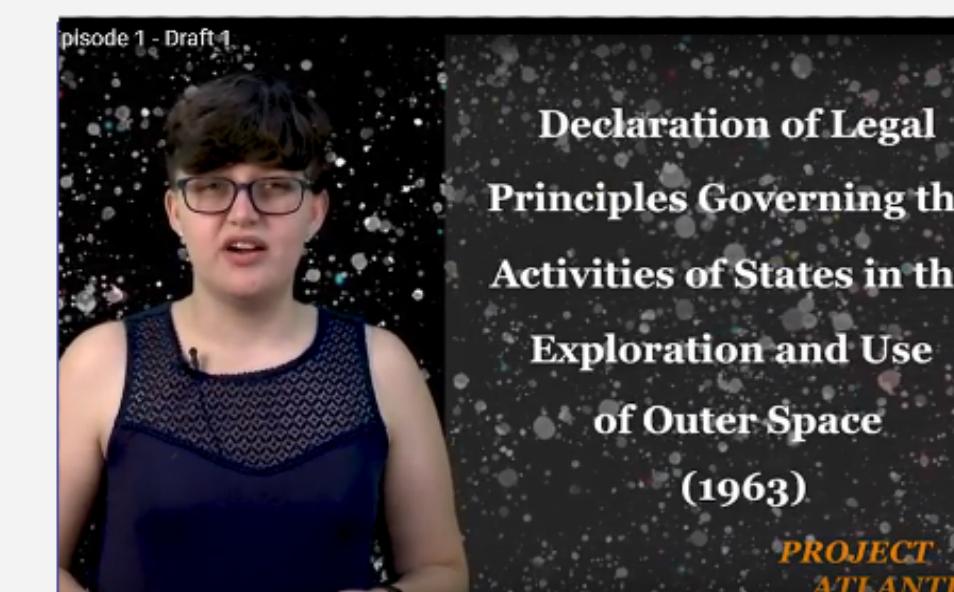 pisode 1 - Draft 1
Declaration of Legal
Principles Governing th
Activities of States in th
Exploration and Use
of Outer Space
(1963)
PROJECT
ATLANTI